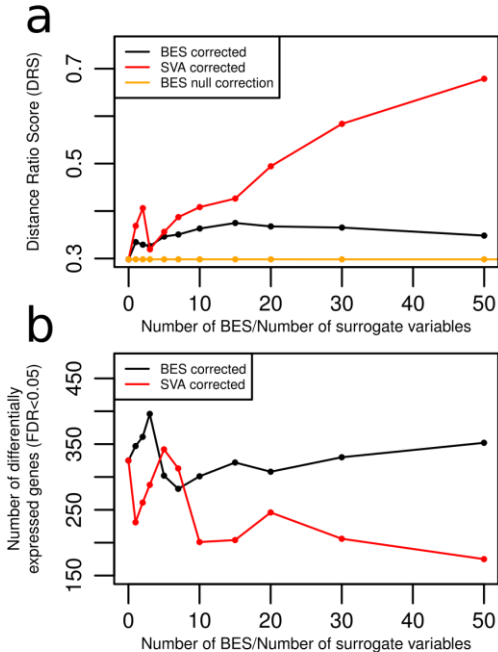 a
BES corrected
SVA corrected
BES null correction
Distance Ratio Score (DRS)
0.7
0.5
0.3
0 10 20 30 40 50
Number of BES/Number of surrogate variables
b
BES corrected
SVA corrected
Number of differentially
expressed genes (FDR<0.05)
450
350
250
150
0 10 20 30 40 50
Number of BES/Number of surrogate variables